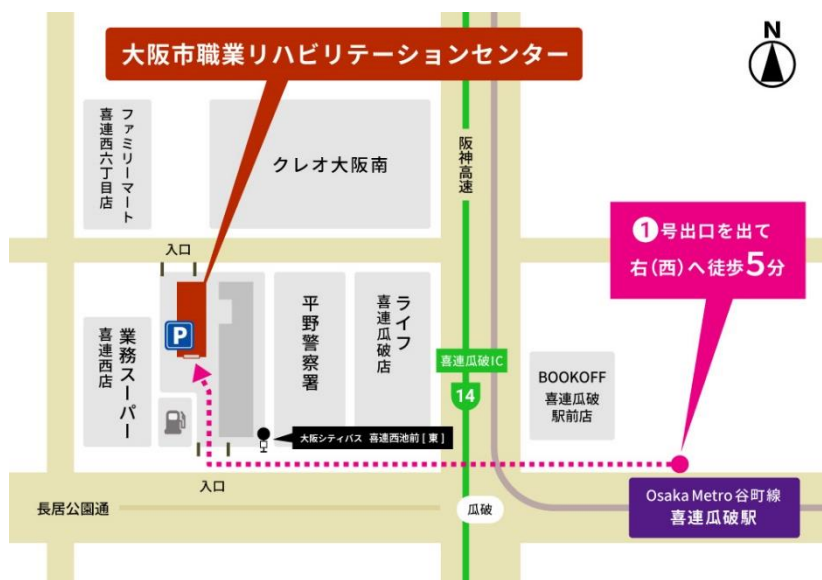 大阪市職業リハビリテーションセンター
N
ファミリーマート
喜連西六丁目店
クレオ大阪南
阪神高速
❶号出口を出て
右(西)へ徒歩5分
入口
P
業務スーパー
喜連西店
平野警察署
ライフ
喜連瓜破店
喜連瓜破IC
14
BOOKOFF
喜連瓜破
駅前店
大阪シティバス 喜連西池前 [ 東 ]
入口
長居公園通
瓜破
Osaka Metro 谷町線
喜連瓜破駅